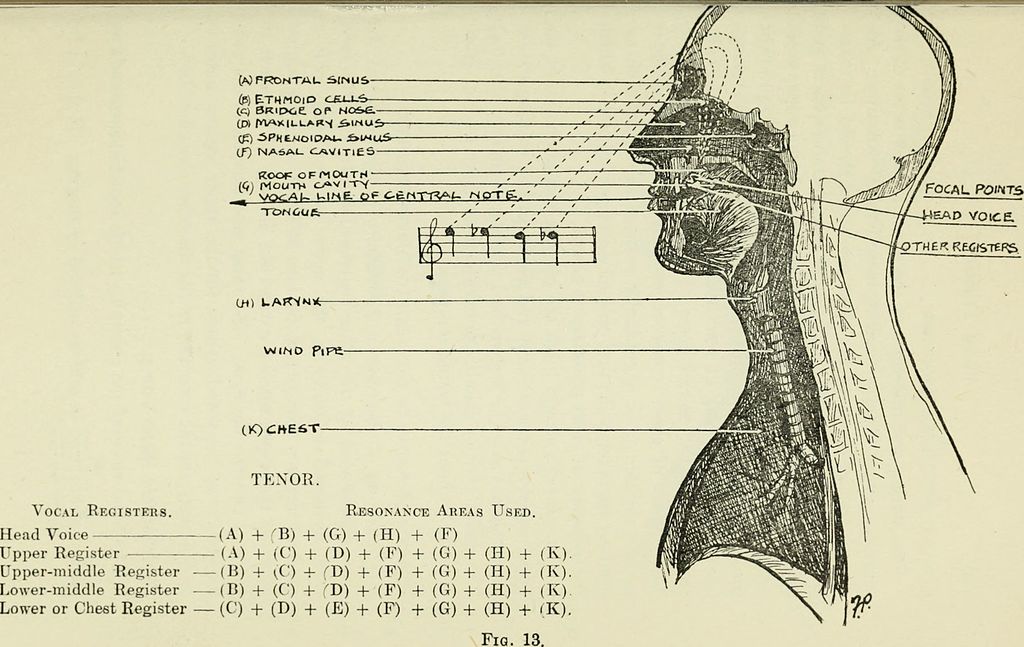 (A) FRONTAL SINUS
(B) ETHMOID CELLS
(C) BRIDGE OF NOSE
(D) MAXILLARY SINUS
(E) SPHENOIDAL SINUS
(F) NASAL CAVITIES
ROOF OF MOUTH
(G) MOUTH CAVITY
VOCAL LINE OF CENTRAL NOTE.
TONGUE
FOCAL POINTS
HEAD VOICE
OTHER REGISTERS
(H) LARYNX
WIND PIPE
(K) CHEST
TENOR.
VOCAL REGISTERS. RESONANCE AREAS USED.
Head Voice — (A) + (B) + (G) + (H) + (F)
Upper Register — (A) + (C) + (D) + (F) + (G) + (H) + (K).
Upper-middle Register — (B) + (C) + (D) + (F) + (G) + (H) + (K).
Lower-middle Register — (B) + (C) + (D) + (F) + (G) + (H) + (K).
Lower or Chest Register — (C) + (D) + (E) + (F) + (G) + (H) + (K).
F.P.
FIG. 13.